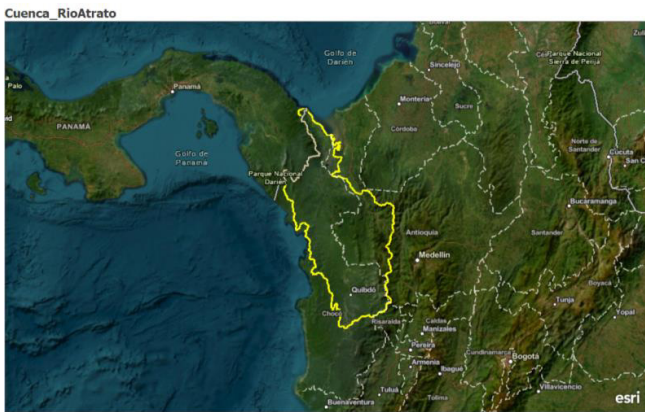 Cuenca_RioAtrato
Golfo de
Darién
Parque Nacional
Sierra de Perijá
Sincelejo
Panamá
Montería
Sucre
PANAMÁ
Córdoba
Golfo de
Panamá
Norte de
Santander
Cúcuta
San C
Parque Nacional
Darién
Bucaramanga
Antioquia
Santander
Medellín
Boyacá
Quibdó
Tunja
Chocó
Risaralda
Caldas
Yopal
Manizales
Pereira
Cundinamarca
Armenia
Bogotá
Ibagué
Tuluá
Villavicencio
Tolima
Buenaventura
esri